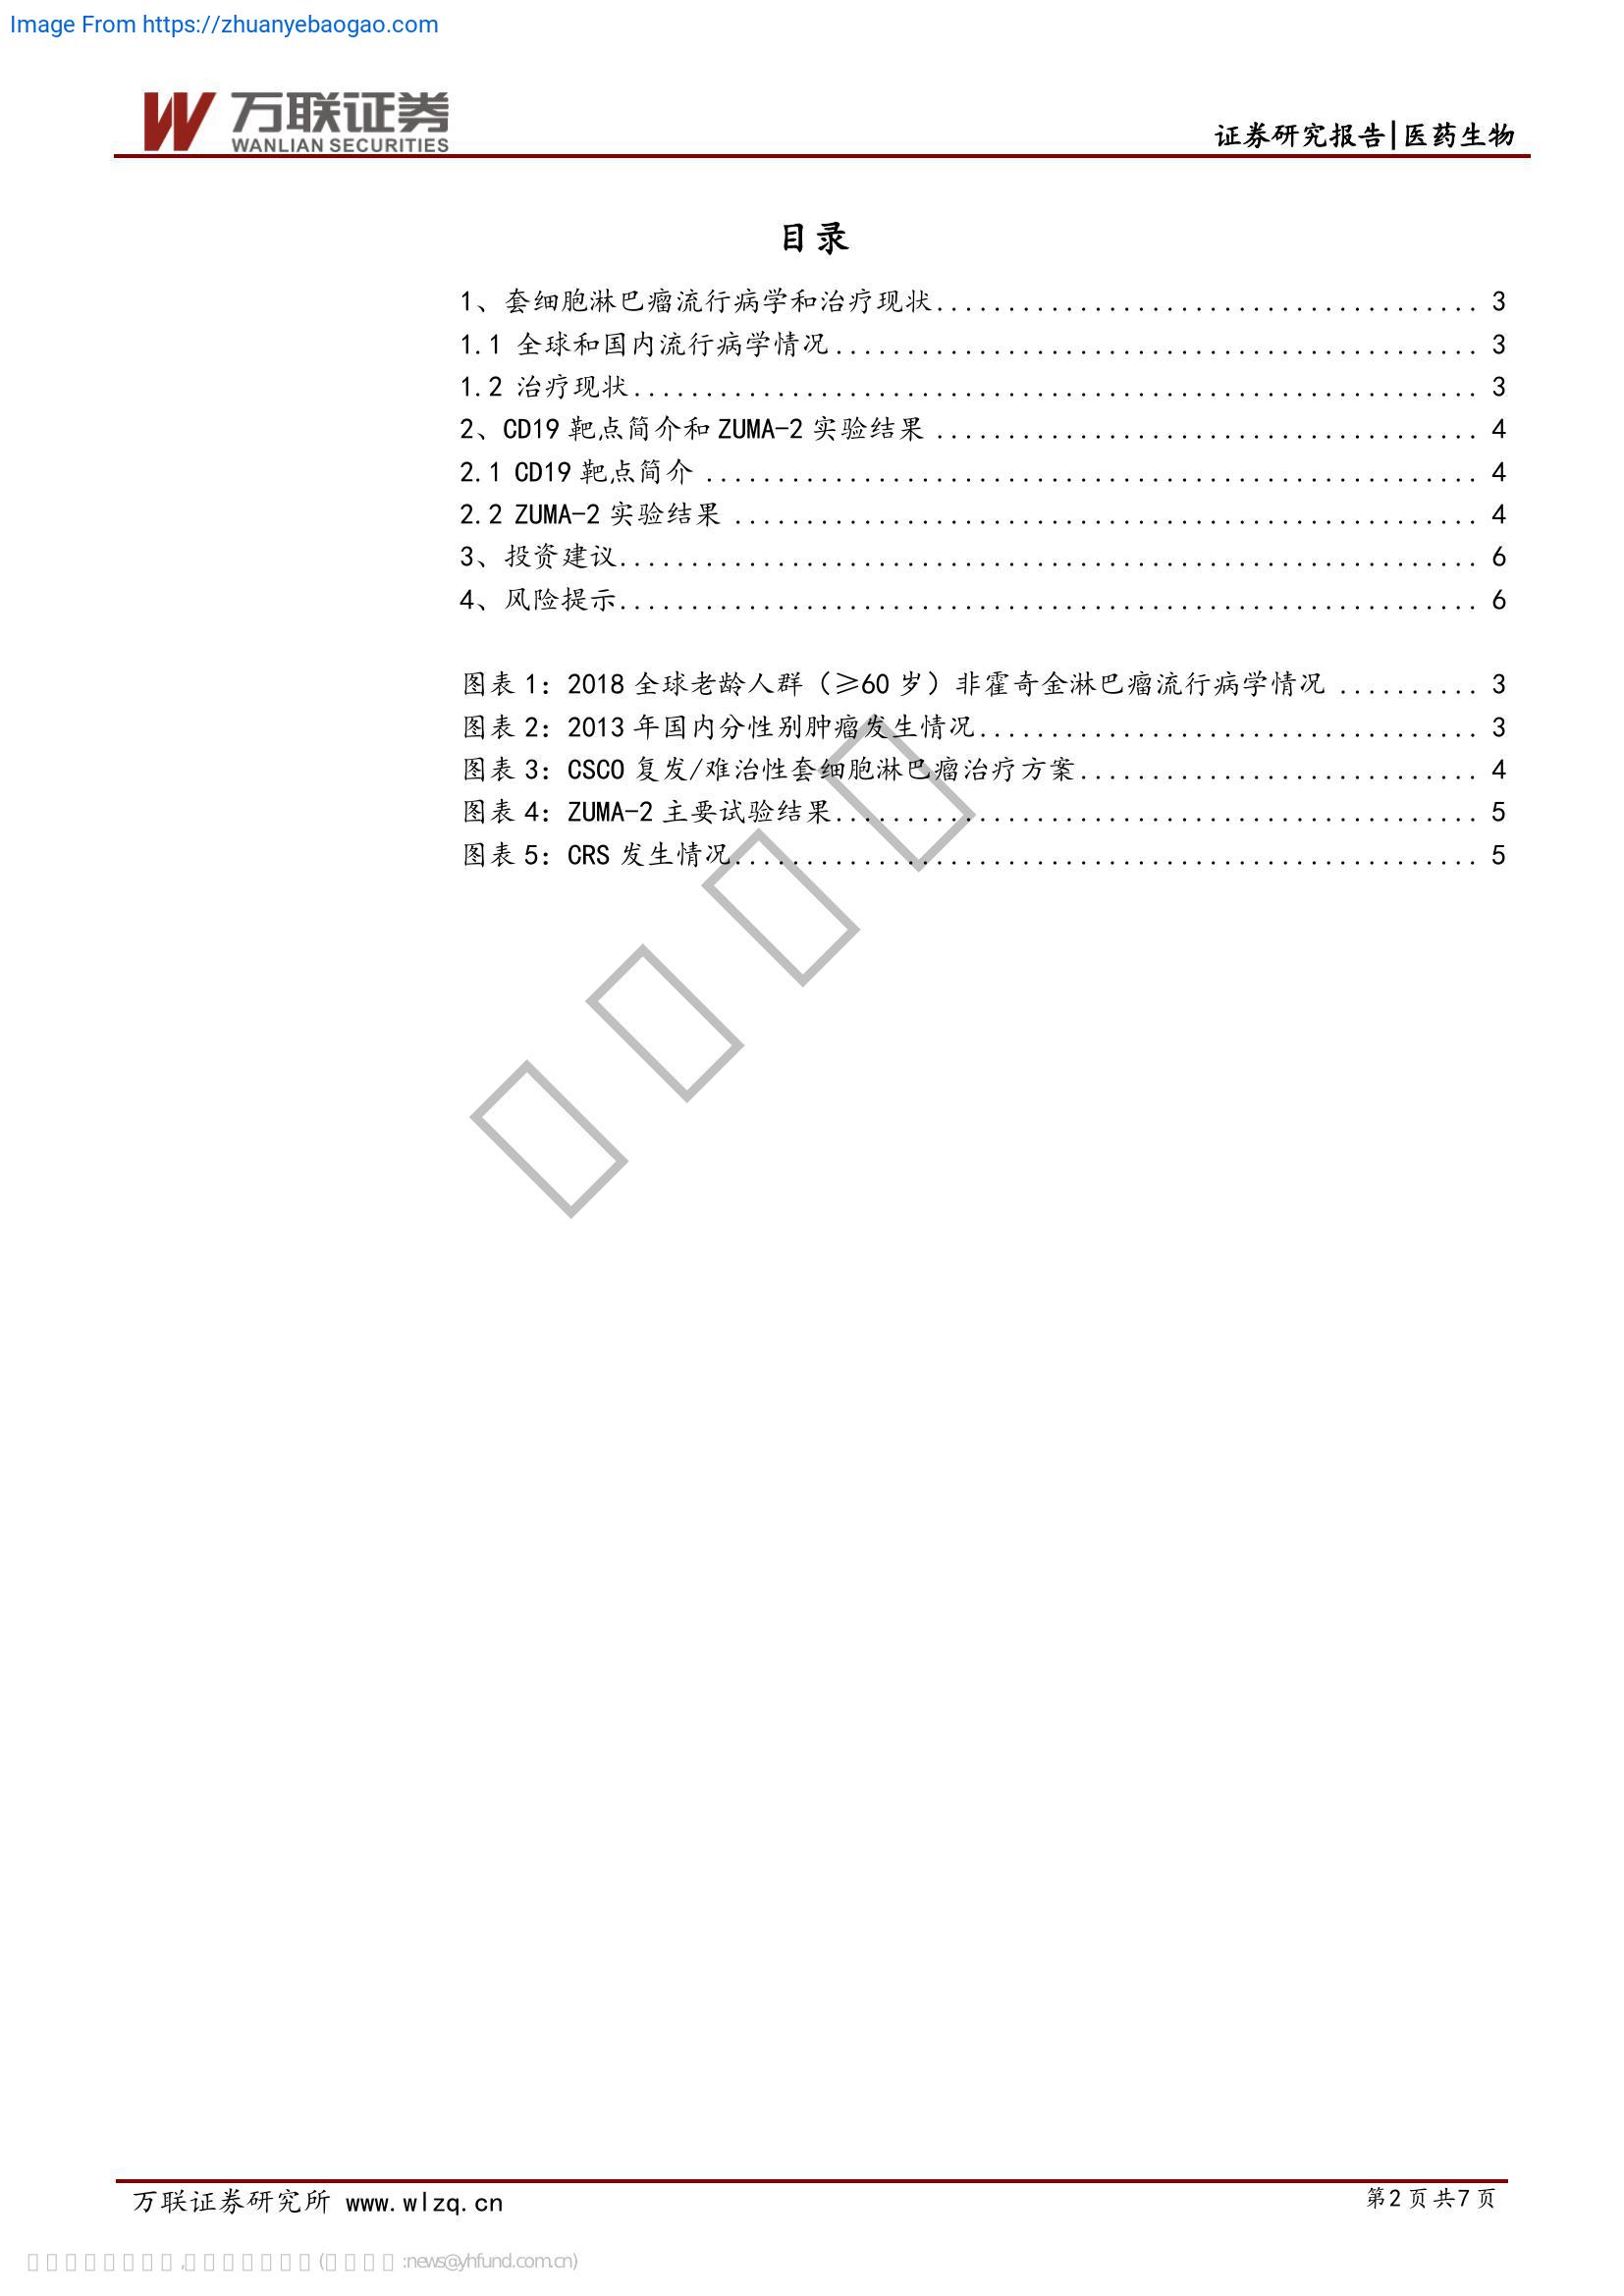 Image From https://zhuanyebaogao.com
万联证券
WANLIAN SECURITIES
证券研究报告|医药生物
目录
1、套细胞淋巴瘤流行病学和治疗现状...................................... 3
1.1 全球和国内流行病学情况............................................. 3
1.2 治疗现状........................................................... 3
2、CD19 靶点简介和 ZUMA-2 实验结果 ...................................... 4
2.1 CD19 靶点简介 ...................................................... 4
2.2 ZUMA-2 实验结果 .................................................... 4
3、投资建议............................................................ 6
4、风险提示............................................................ 6
图表 1：2018 全球老龄人群（≥60 岁）非霍奇金淋巴瘤流行病学情况 .......... 3
图表 2：2013 年国内分性别肿瘤发生情况................................... 3
图表 3：CSCO 复发/难治性套细胞淋巴瘤治疗方案............................ 4
图表 4：ZUMA-2 主要试验结果............................................. 5
图表 5：CRS 发生情况.................................................... 5
万联证券研究所 www.wlzq.cn
第2页共7页
:news@yhfund.com.cn)